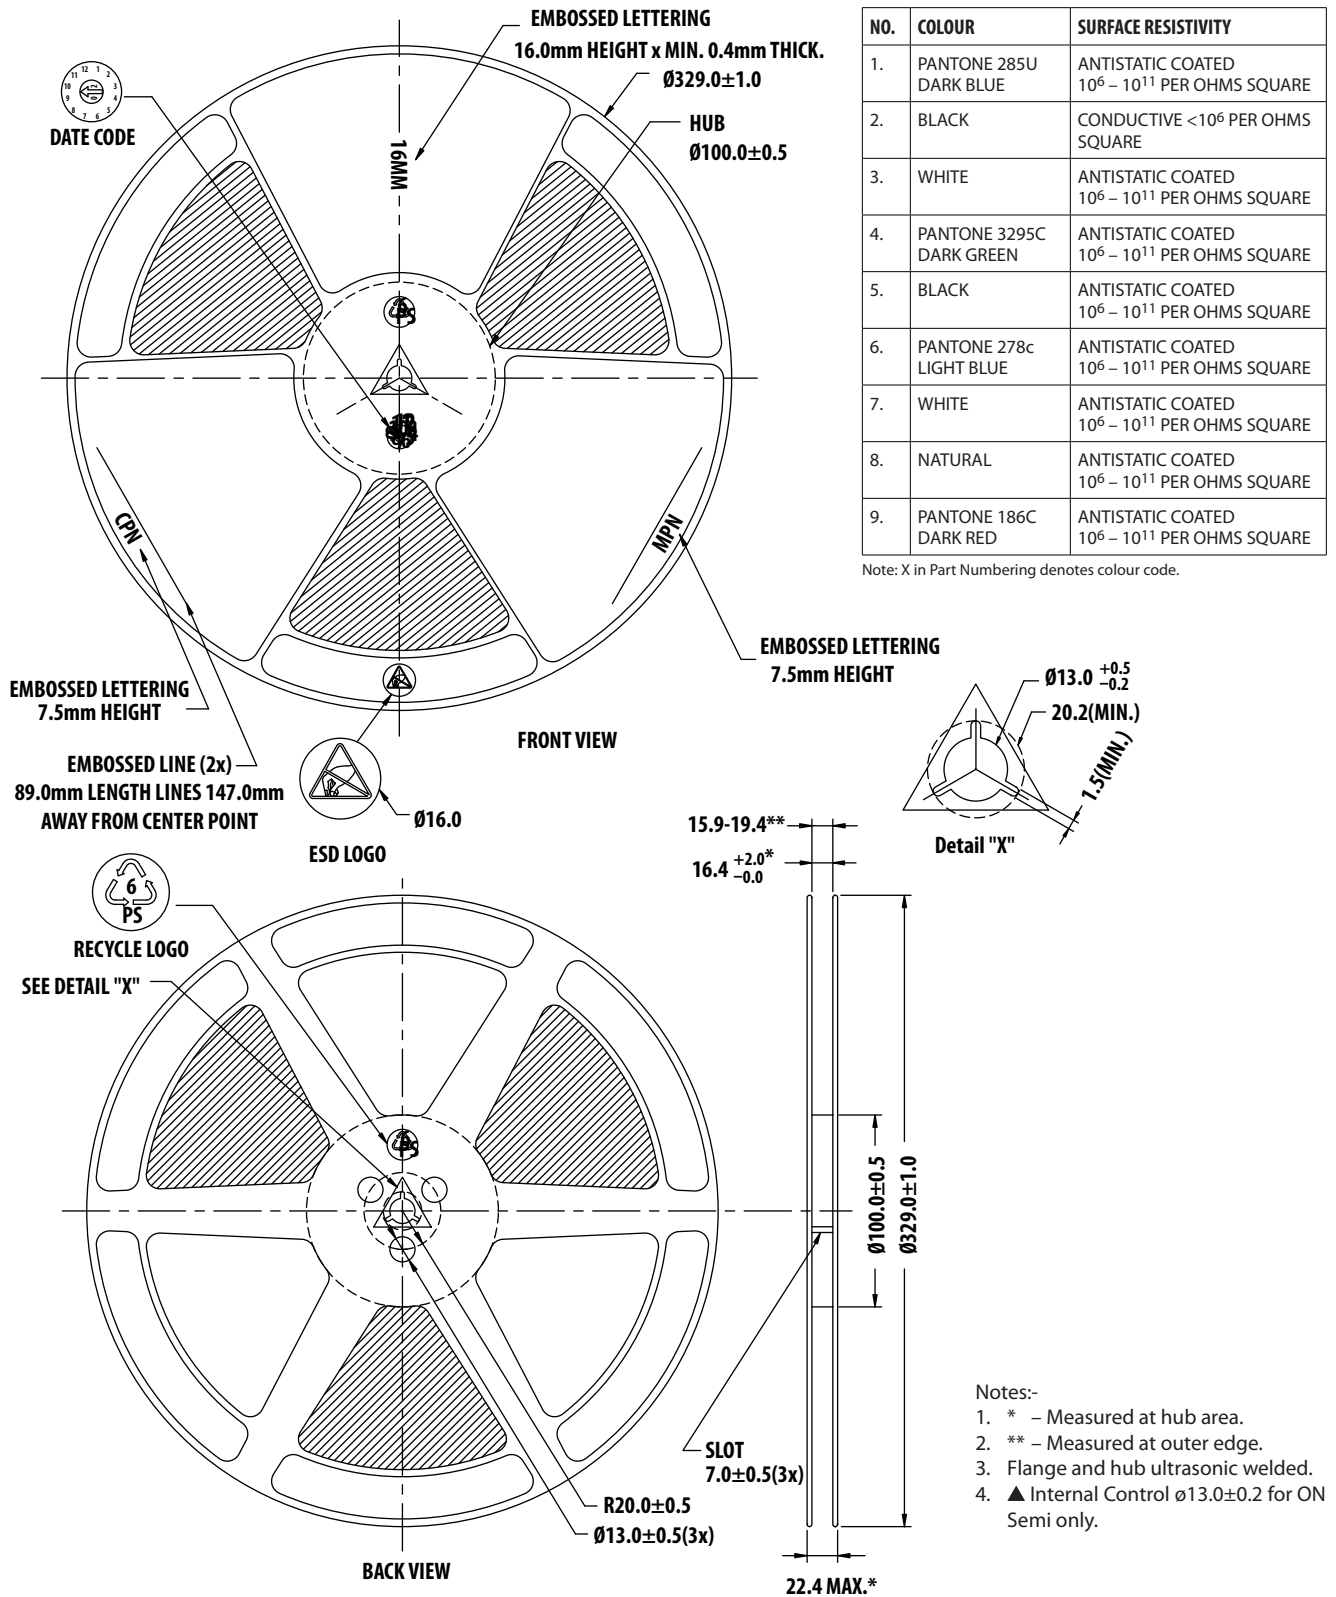 EMBOSSED LETTERING
16.0mm HEIGHT x MIN. 0.4mm THICK.
Ø329.0±1.0
HUB
Ø100.0±0.5
12 1 2 3 4 5 6 7 8 9 10 11
DATE CODE
16MM
CPN
MPN
EMBOSSED LETTERING
7.5mm HEIGHT
EMBOSSED LINE (2x)
89.0mm LENGTH LINES 147.0mm
AWAY FROM CENTER POINT
EMBOSSED LETTERING
7.5mm HEIGHT
FRONT VIEW
Ø16.0
ESD LOGO
NO. COLOUR SURFACE RESISTIVITY
1. PANTONE 285U ANTISTATIC COATED
DARK BLUE 10⁶ – 10¹¹ PER OHMS SQUARE
2. BLACK CONDUCTIVE <10⁶ PER OHMS
SQUARE
3. WHITE ANTISTATIC COATED
10⁶ – 10¹¹ PER OHMS SQUARE
4. PANTONE 3295C ANTISTATIC COATED
DARK GREEN 10⁶ – 10¹¹ PER OHMS SQUARE
5. BLACK ANTISTATIC COATED
10⁶ – 10¹¹ PER OHMS SQUARE
6. PANTONE 278c ANTISTATIC COATED
LIGHT BLUE 10⁶ – 10¹¹ PER OHMS SQUARE
7. WHITE ANTISTATIC COATED
10⁶ – 10¹¹ PER OHMS SQUARE
8. NATURAL ANTISTATIC COATED
10⁶ – 10¹¹ PER OHMS SQUARE
9. PANTONE 186C ANTISTATIC COATED
DARK RED 10⁶ – 10¹¹ PER OHMS SQUARE
Note: X in Part Numbering denotes colour code.
Ø13.0 +0.5
−0.2
20.2(MIN.)
1.5(MIN.)
Detail "X"
6
PS
RECYCLE LOGO
SEE DETAIL "X"
R20.0±0.5
Ø13.0±0.5(3x)
BACK VIEW
15.9-19.4**
16.4 +2.0*
−0.0
Ø100.0±0.5
Ø329.0±1.0
SLOT
7.0±0.5(3x)
22.4 MAX.*
Notes:-
1. * – Measured at hub area.
2. ** – Measured at outer edge.
3. Flange and hub ultrasonic welded.
4. ▲ Internal Control ø13.0±0.2 for ON
Semi only.